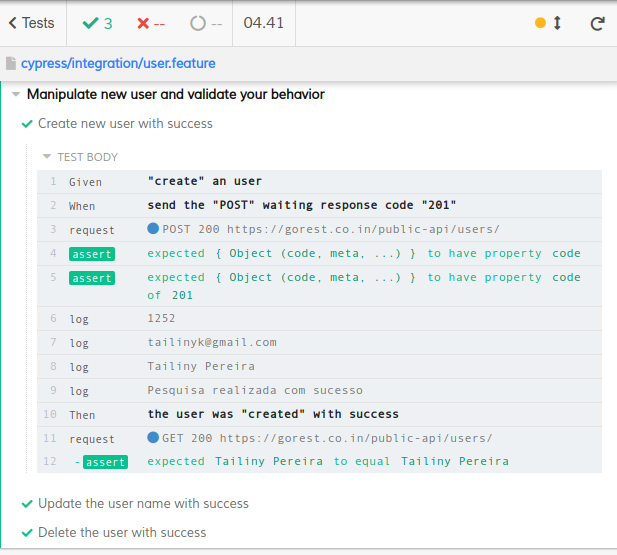 Tests 3 -- -- 04.41
cypress/integration/user.feature
Manipulate new user and validate your behavior
Create new user with success
TEST BODY
1 Given "create" an user
2 When send the "POST" waiting response code "201"
3 request POST 200 https://gorest.co.in/public-api/users/
4 assert expected { Object (code, meta, ...) } to have property code
5 assert expected { Object (code, meta, ...) } to have property code
of 201
6 log 1252
7 log tailinyk@gmail.com
8 log Tailiny Pereira
9 log Pesquisa realizada com sucesso
10 Then the user was "created" with success
11 request GET 200 https://gorest.co.in/public-api/users/
12 - assert expected Tailiny Pereira to equal Tailiny Pereira
Update the user name with success
Delete the user with success